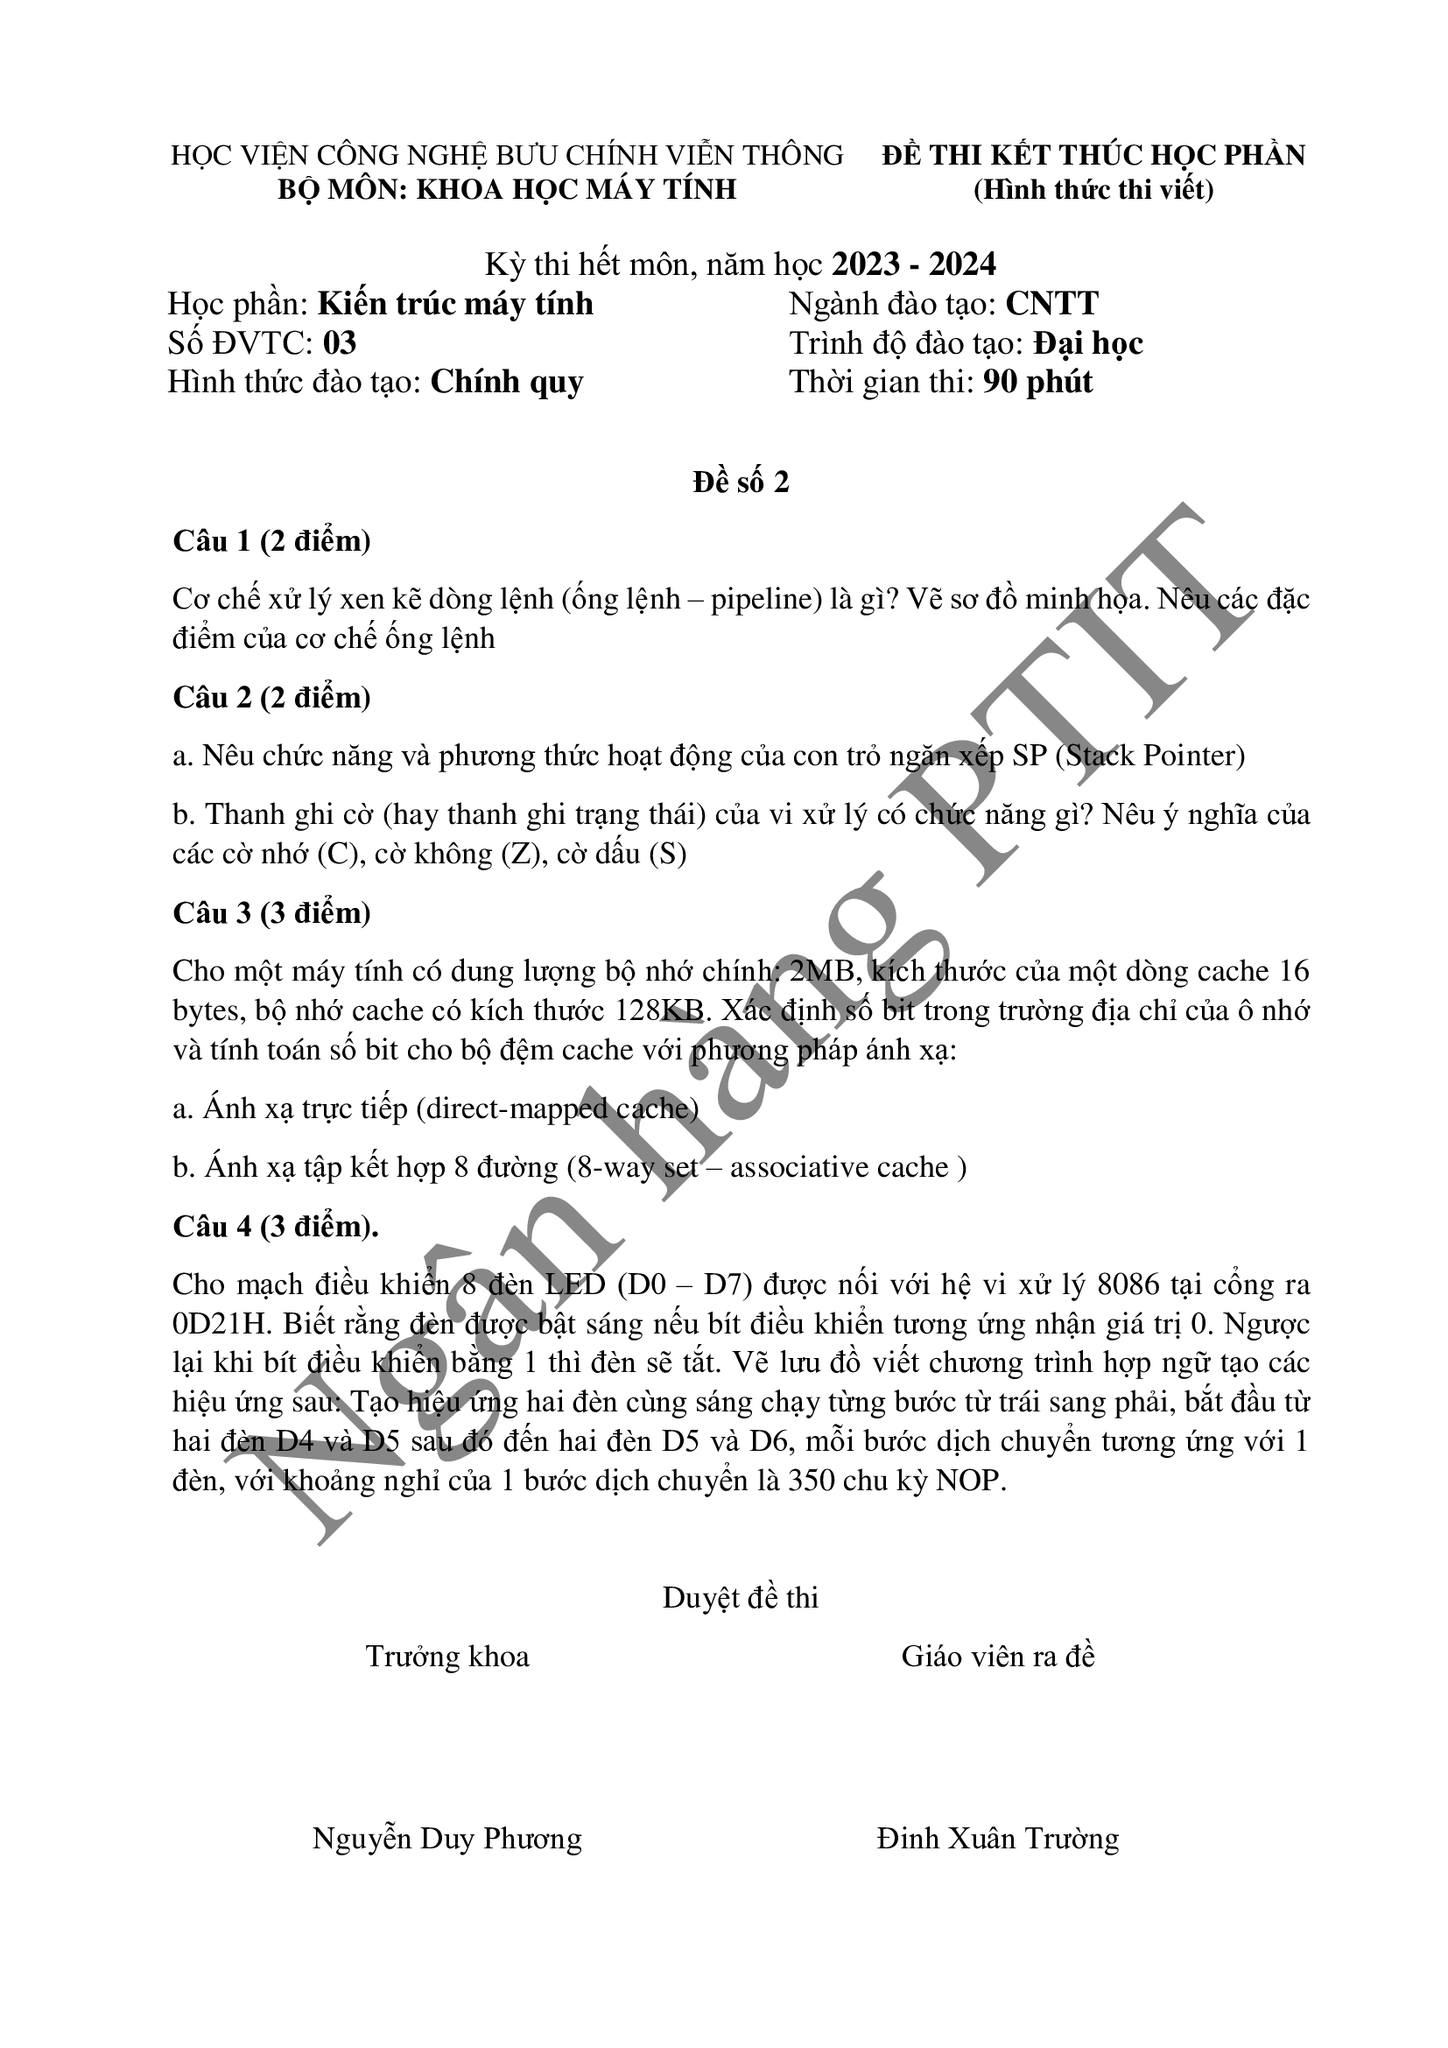 HỌC VIỆN CÔNG NGHỆ BƯU CHÍNH VIỄN THÔNG ĐỀ THI KẾT THÚC HỌC PHẦN
BỘ MÔN: KHOA HỌC MÁY TÍNH (Hình thức thi viết)
Kỳ thi hết môn, năm học 2023 - 2024
Học phần: Kiến trúc máy tính Ngành đào tạo: CNTT
Số ĐVTC: 03 Trình độ đào tạo: Đại học
Hình thức đào tạo: Chính quy Thời gian thi: 90 phút
Đề số 2
Câu 1 (2 điểm)
Cơ chế xử lý xen kẽ dòng lệnh (ống lệnh – pipeline) là gì? Vẽ sơ đồ minh họa. Nêu các đặc
điểm của cơ chế ống lệnh
Câu 2 (2 điểm)
a. Nêu chức năng và phương thức hoạt động của con trỏ ngăn xếp SP (Stack Pointer)
b. Thanh ghi cờ (hay thanh ghi trạng thái) của vi xử lý có chức năng gì? Nêu ý nghĩa của
các cờ nhớ (C), cờ không (Z), cờ dấu (S)
Câu 3 (3 điểm)
Cho một máy tính có dung lượng bộ nhớ chính: 2MB, kích thước của một dòng cache 16
bytes, bộ nhớ cache có kích thước 128KB. Xác định số bit trong trường địa chỉ của ô nhớ
và tính toán số bit cho bộ đệm cache với phương pháp ánh xạ:
a. Ánh xạ trực tiếp (direct-mapped cache)
b. Ánh xạ tập kết hợp 8 đường (8-way set – associative cache )
Câu 4 (3 điểm).
Cho mạch điều khiển 8 đèn LED (D0 – D7) được nối với hệ vi xử lý 8086 tại cổng ra
0D21H. Biết rằng đèn được bật sáng nếu bít điều khiển tương ứng nhận giá trị 0. Ngược
lại khi bít điều khiển bằng 1 thì đèn sẽ tắt. Vẽ lưu đồ viết chương trình hợp ngữ tạo các
hiệu ứng sau: Tạo hiệu ứng hai đèn cùng sáng chạy từng bước từ trái sang phải, bắt đầu từ
hai đèn D4 và D5 sau đó đến hai đèn D5 và D6, mỗi bước dịch chuyển tương ứng với 1
đèn, với khoảng nghỉ của 1 bước dịch chuyển là 350 chu kỳ NOP.
Duyệt đề thi
Trưởng khoa Giáo viên ra đề
Nguyễn Duy Phương Đinh Xuân Trường
Ngân hàng PTIT